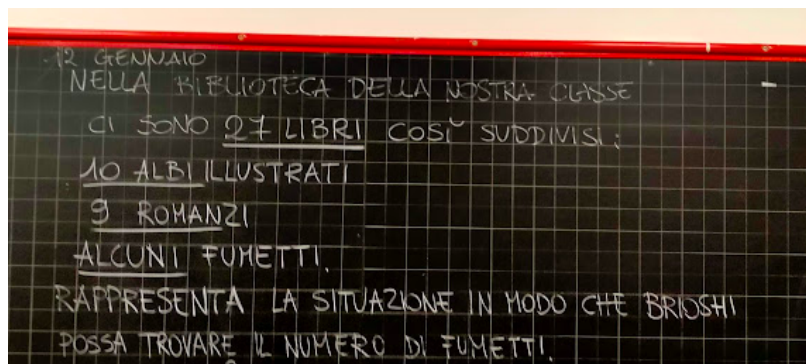 12 GENNAIO
NELLA BIBLIOTECA DELLA NOSTRA CLASSE
CI SONO 27 LIBRI COSÌ SUDDIVISI:
10 ALBI ILLUSTRATI
9 ROMANZI
ALCUNI FUMETTI.
RAPPRESENTA LA SITUAZIONE IN MODO CHE BRIOSHI
POSSA TROVARE IL NUMERO DI FUMETTI.